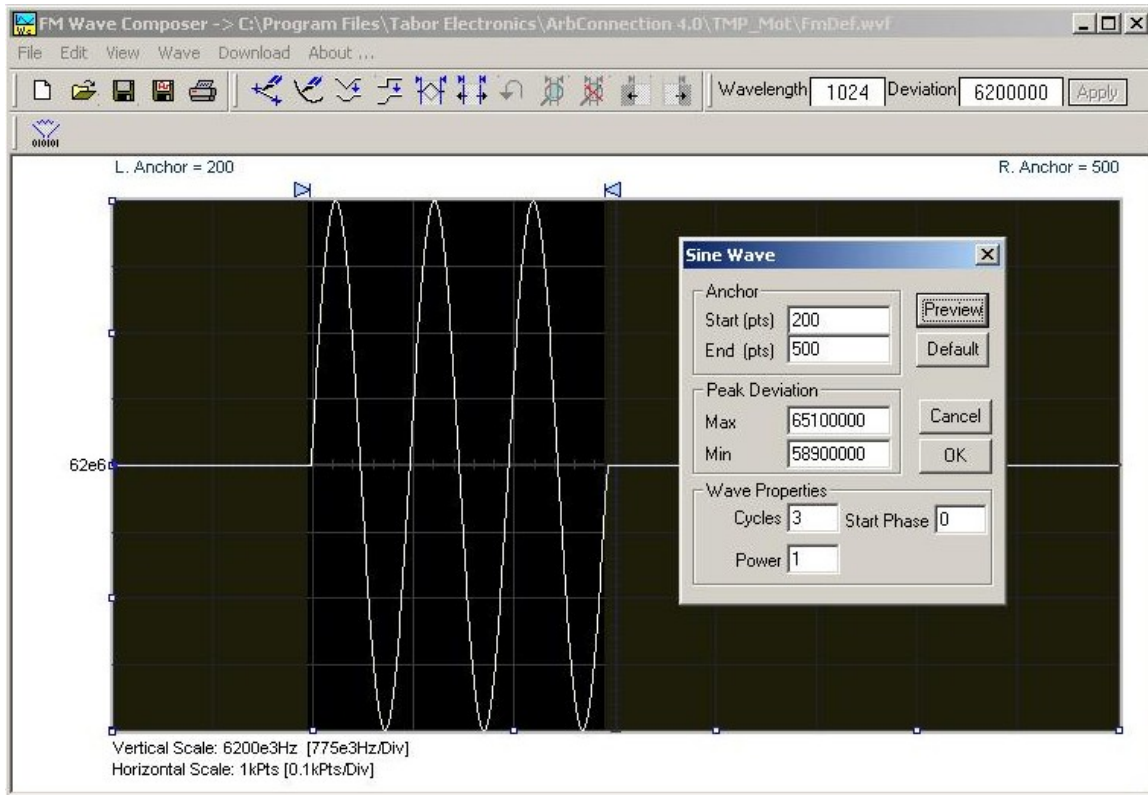 FM Wave Composer -> C:\Program Files\Tabor Electronics\ArbConnection 4.0\TMP_Mot\FmDef.wvf
File Edit View Wave Download About ...
Wavelength 1024 Deviation 6200000 Apply
010101
L. Anchor = 200
R. Anchor = 500
62e6
Sine Wave
Anchor
Start (pts) 200
End (pts) 500
Preview
Default
Peak Deviation
Max 65100000
Min 58900000
Cancel
OK
Wave Properties
Cycles 3 Start Phase 0
Power 1
Vertical Scale: 6200e3Hz [775e3Hz/Div]
Horizontal Scale: 1kPts [0.1kPts/Div]